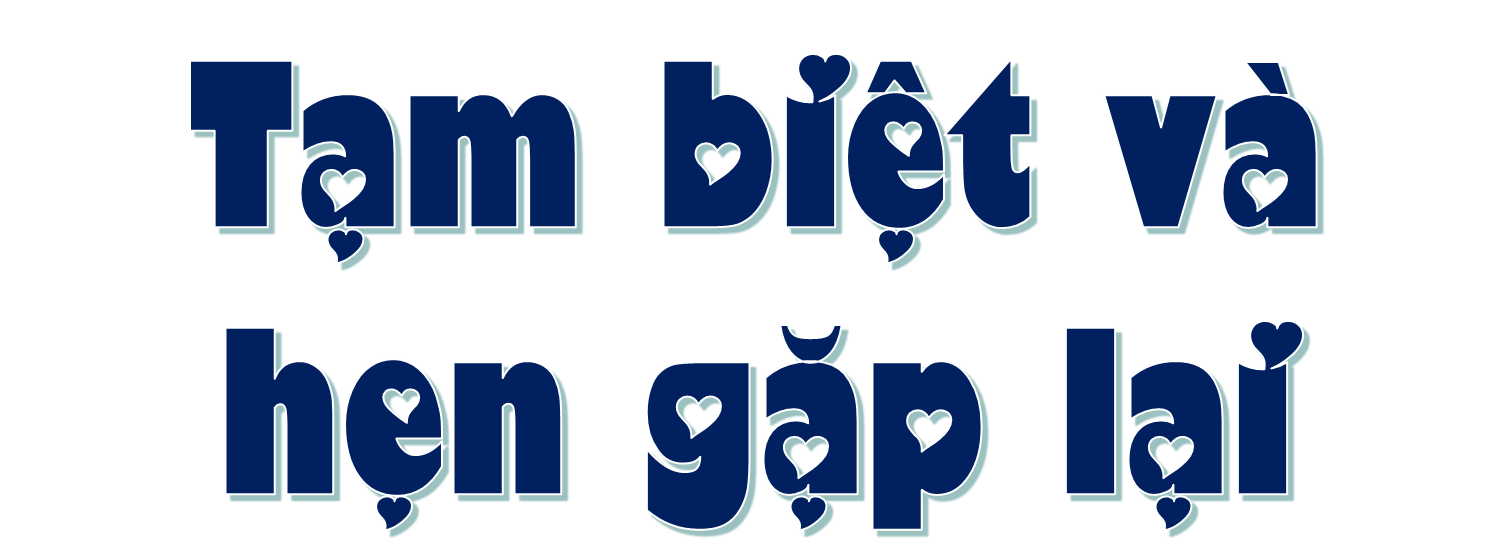 Tạm biệt và
hẹn gặp lại